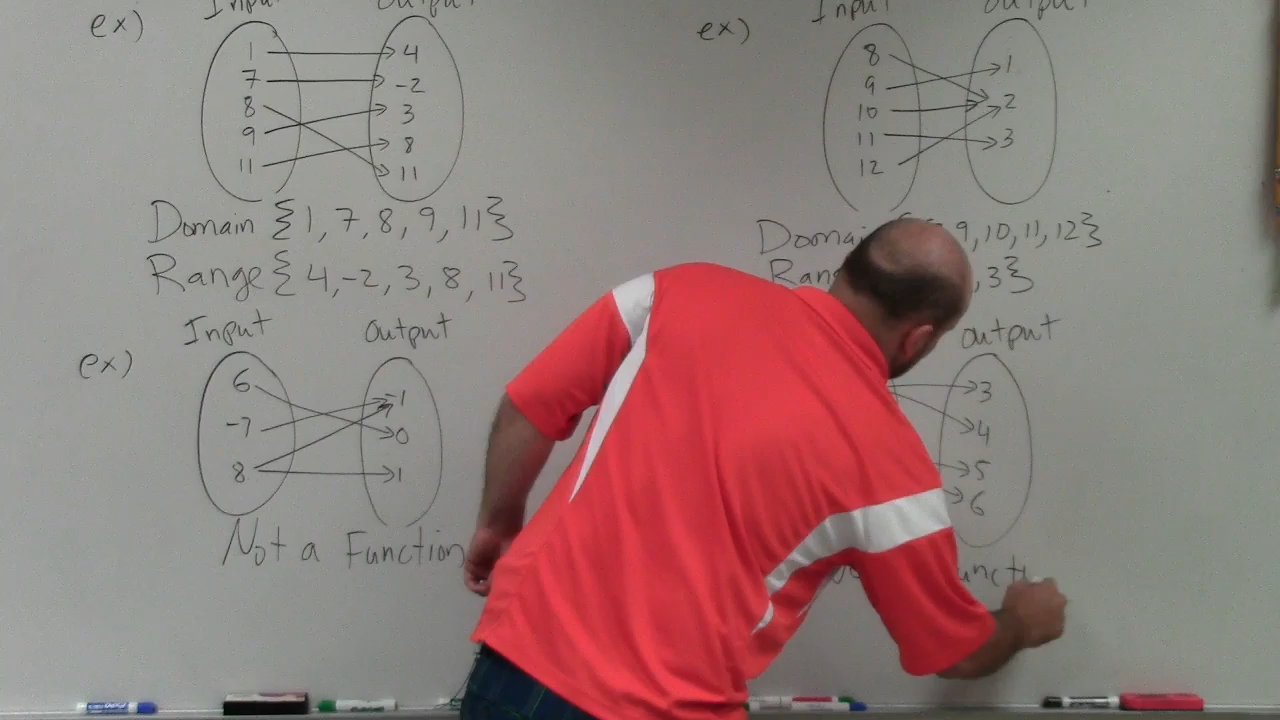 ex)
Input Output
1 4
7 -2
8 3
9 8
11 11
Domain {1, 7, 8, 9, 11}
Range {4, -2, 3, 8, 11}
ex)
Input Output
8 1
9 2
10 3
11
12
9, 10, 11, 12}
, 3}
ex)
Input Output
6 -1
-7 0
8 1
Not a Function
Output
3
4
5
6